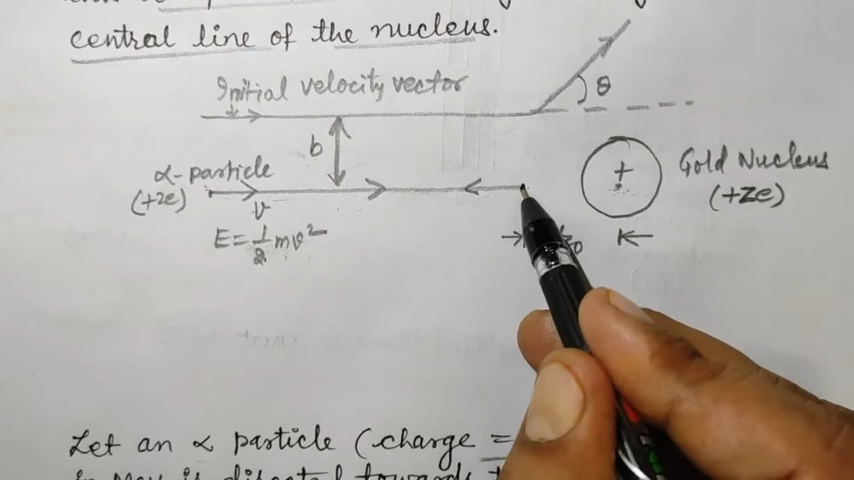 central line of the nucleus.
Initial velocity vector
θ
b
α-particle
(+2e)
v
Gold Nucleus
(+Ze)
+
E = 1/2 mv²
Let an α particle (charge =